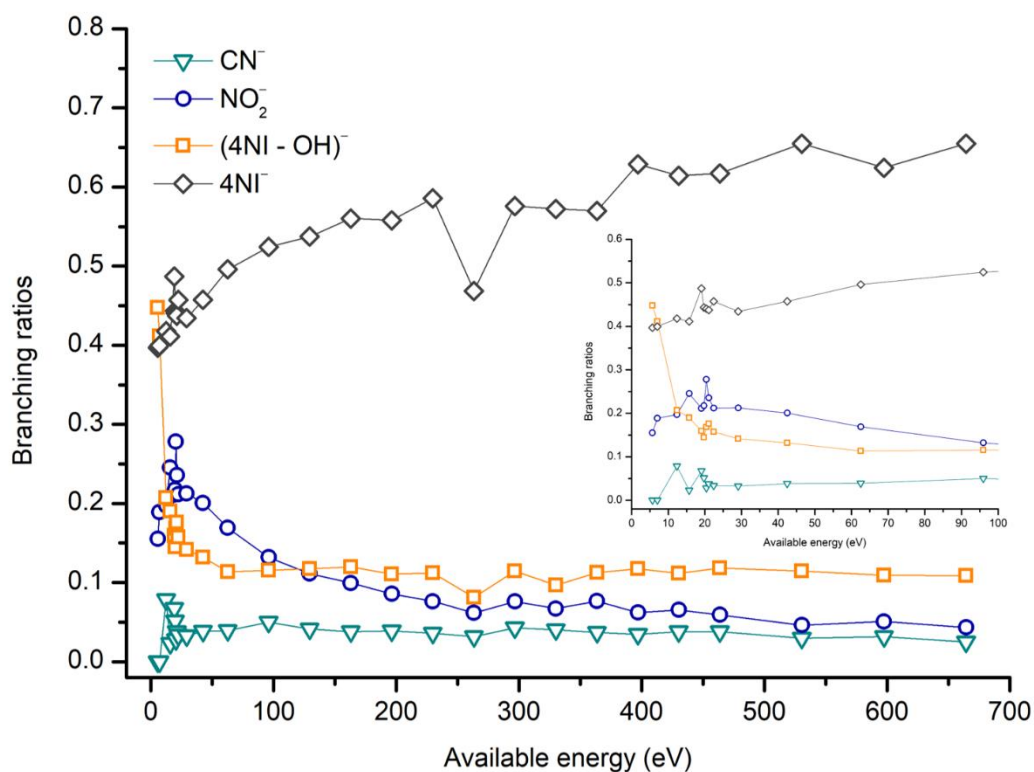 0.8
0.7
0.6
0.5
0.4
0.3
0.2
0.1
0.0
Branching ratios
CN⁻
NO₂⁻
(4NI - OH)⁻
4NI⁻
0 100 200 300 400 500 600 700
Available energy (eV)
0.6
0.5
0.4
0.3
0.2
0.1
0.0
Branching ratios
0 10 20 30 40 50 60 70 80 90 100
Available energy (eV)